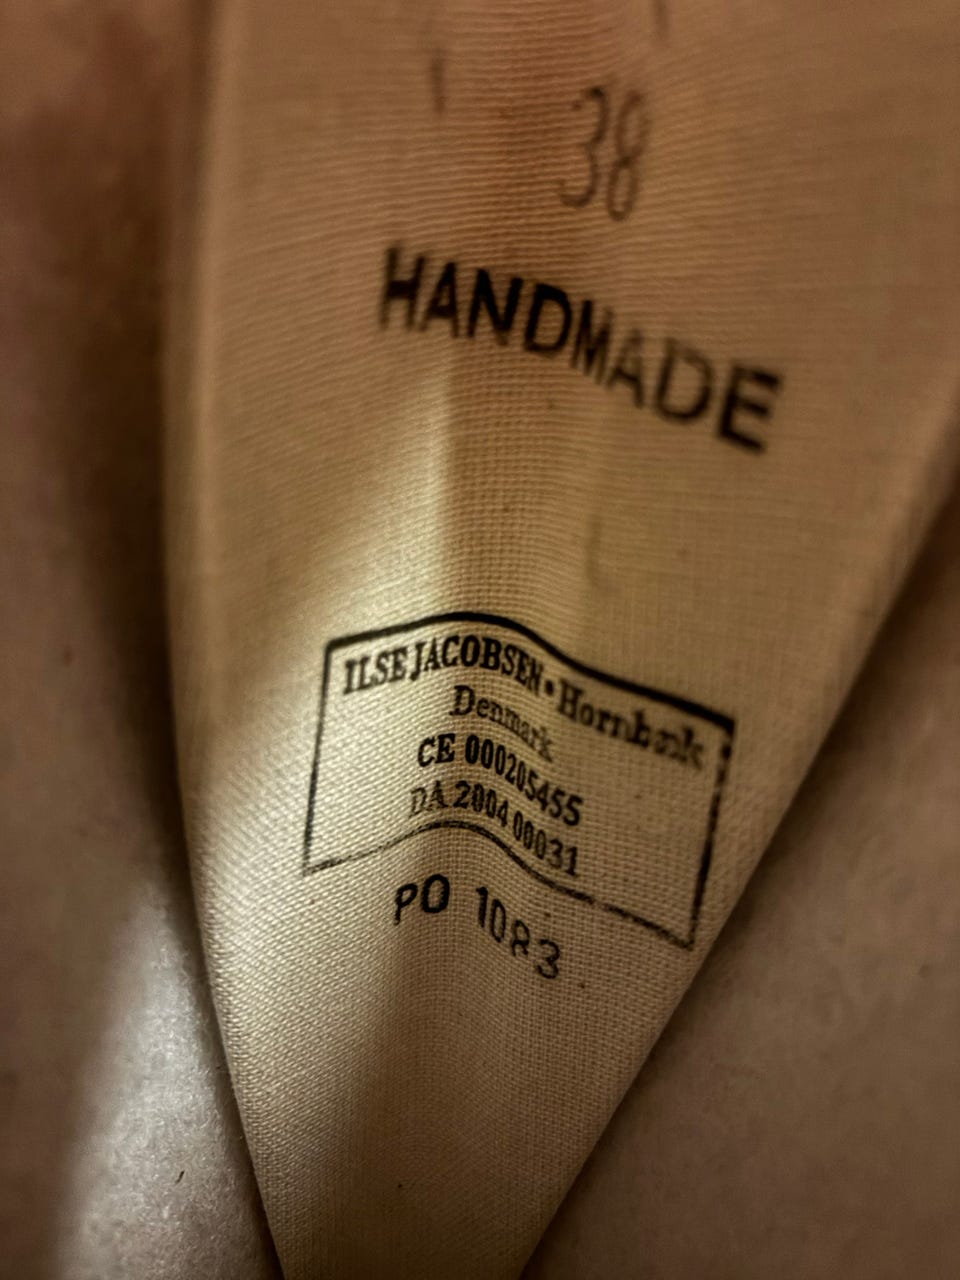 38
HANDMADE
ILSE JACOBSEN • Hornbæk
Denmark
CE 000205455
DA 2004 00031
PO 1083